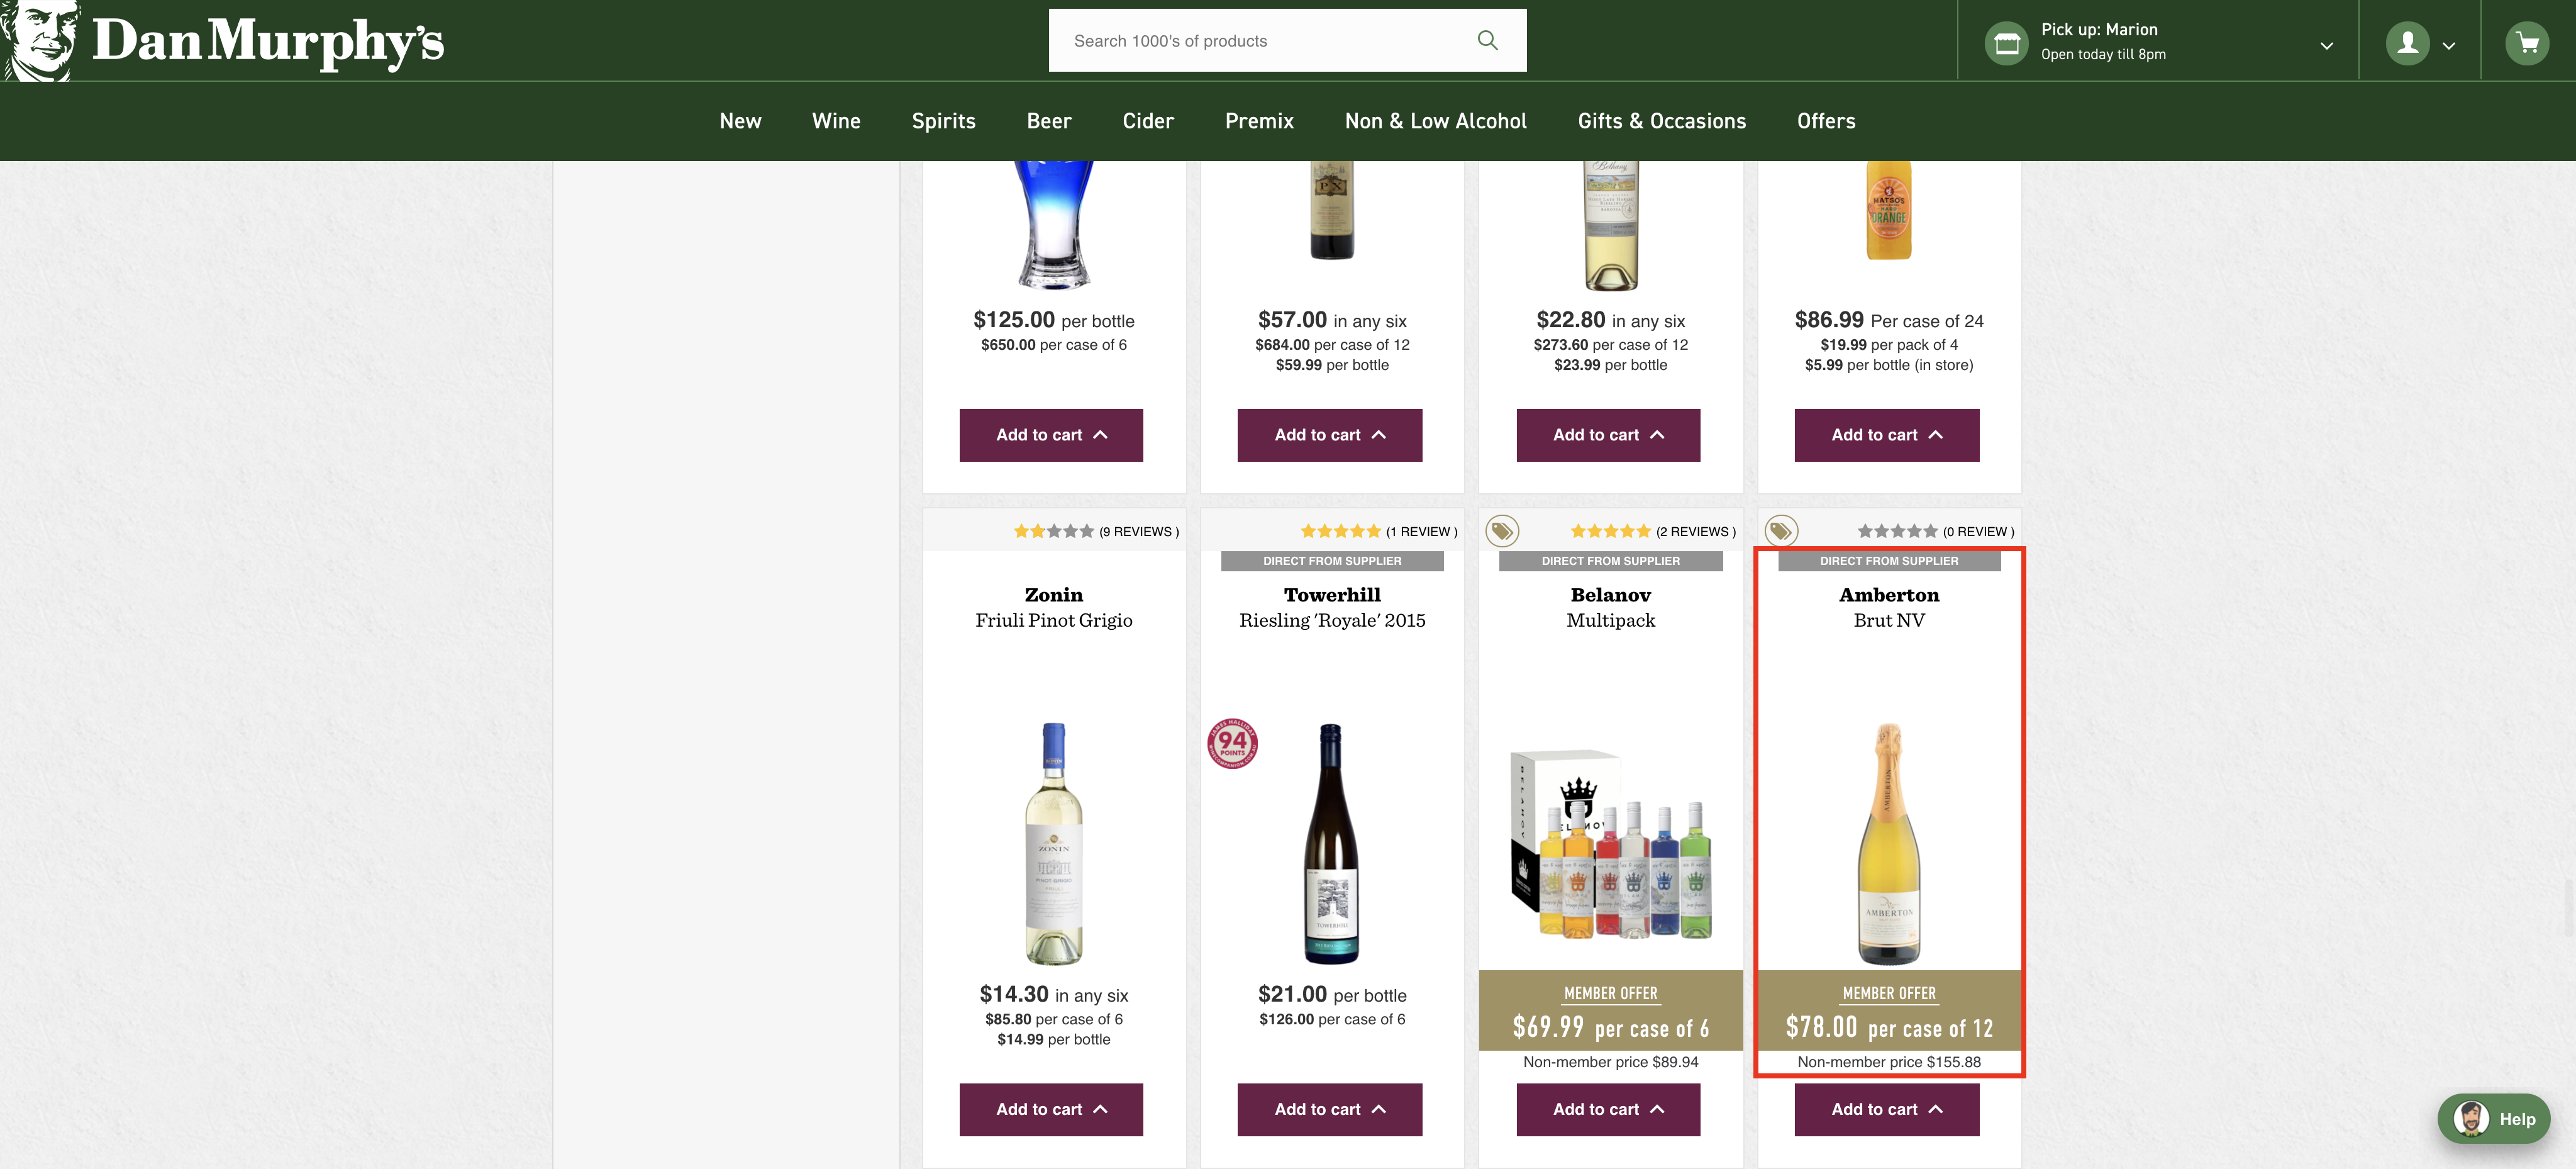 Dan Murphy's
Search 1000's of products
Pick up: Marion
Open today till 8pm
New Wine Spirits Beer Cider Premix Non & Low Alcohol Gifts & Occasions Offers
PX
Bethany
MATSO'S
ORANGE
$125.00 per bottle
$650.00 per case of 6
Add to cart
$57.00 in any six
$684.00 per case of 12
$59.99 per bottle
Add to cart
$22.80 in any six
$273.60 per case of 12
$23.99 per bottle
Add to cart
$86.99 Per case of 24
$19.99 per pack of 4
$5.99 per bottle (in store)
Add to cart
(9 REVIEWS )
Zonin
Friuli Pinot Grigio
ZONIN
$14.30 in any six
$85.80 per case of 6
$14.99 per bottle
Add to cart
(1 REVIEW )
DIRECT FROM SUPPLIER
Towerhill
Riesling 'Royale' 2015
94
POINTS
TOWERHILL
$21.00 per bottle
$126.00 per case of 6
Add to cart
(2 REVIEWS )
DIRECT FROM SUPPLIER
Belanov
Multipack
BELANOV
MEMBER OFFER
$69.99 per case of 6
Non-member price $89.94
Add to cart
(0 REVIEW )
DIRECT FROM SUPPLIER
Amberton
Brut NV
AMBERTON
AMBERTON
MEMBER OFFER
$78.00 per case of 12
Non-member price $155.88
Add to cart
Help